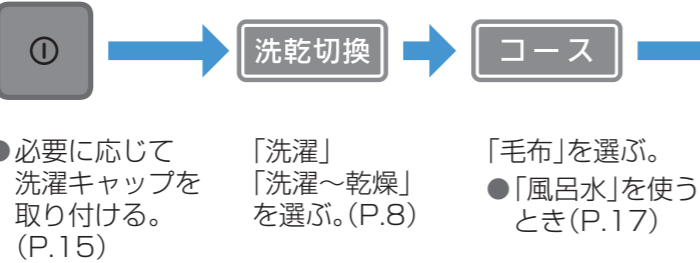 洗乾切換
コース
●必要に応じて
洗濯キャップを
取り付ける。
(P.15)
「洗濯」
「洗濯～乾燥」
を選ぶ。(P.8)
「毛布」を選ぶ。
●「風呂水」を使う
とき(P.17)